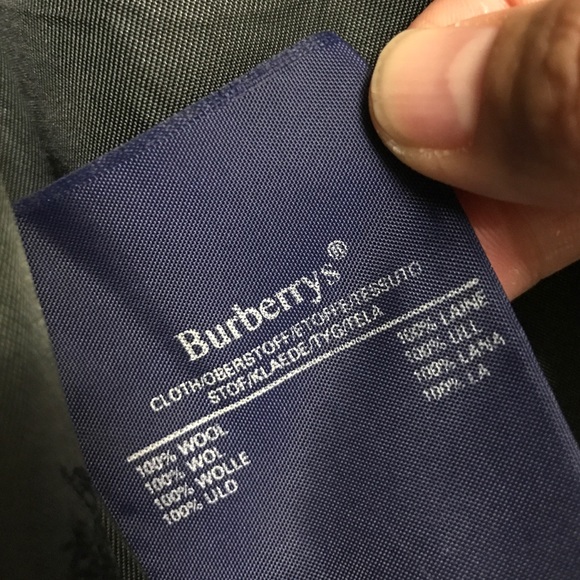 Burberrys®
CLOTH/OBERSTOFF/ETOFFE/TESSUTO
STOF/KLAEDE/TYG/TELA
100% WOOL
100% WOL
100% WOLLE
100% ULD
100% LAINE
100% ULL
100% LANA
100% LA